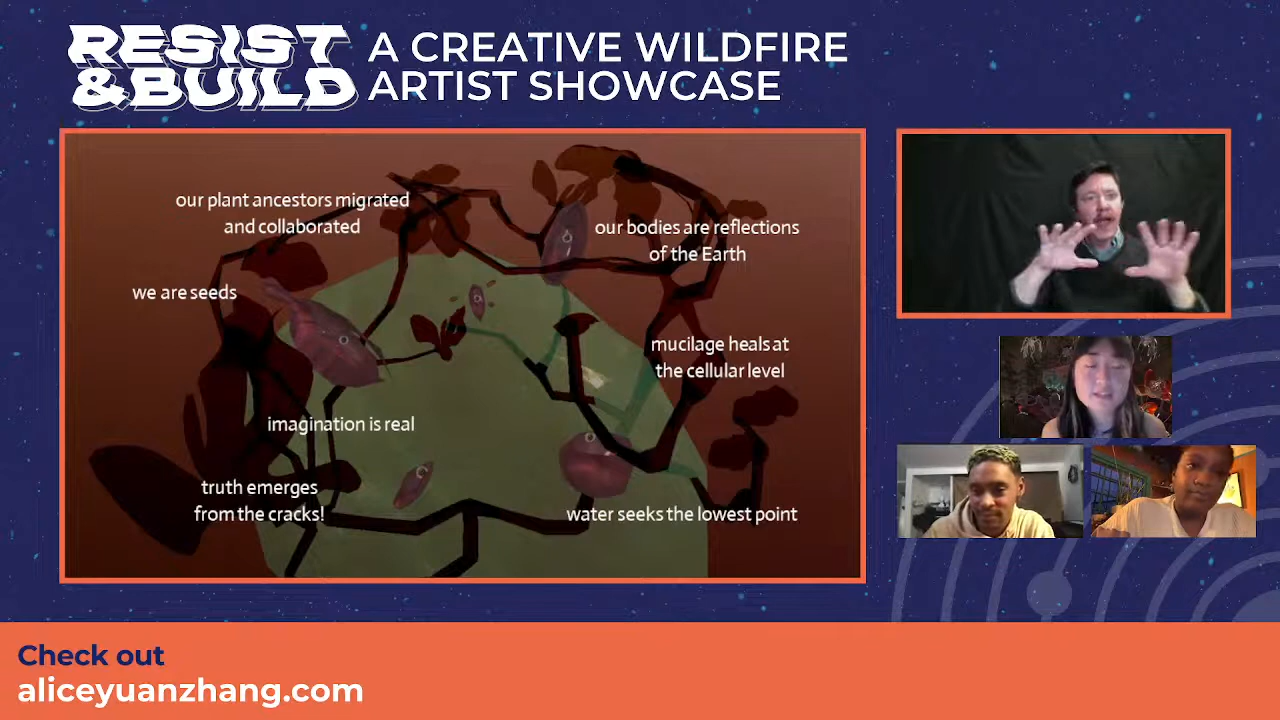 RESIST
&BUILD
A CREATIVE WILDFIRE
ARTIST SHOWCASE
our plant ancestors migrated
and collaborated
our bodies are reflections
of the Earth
we are seeds
mucilage heals at
the cellular level
imagination is real
truth emerges
from the cracks!
water seeks the lowest point
Check out
aliceyuanzhang.com